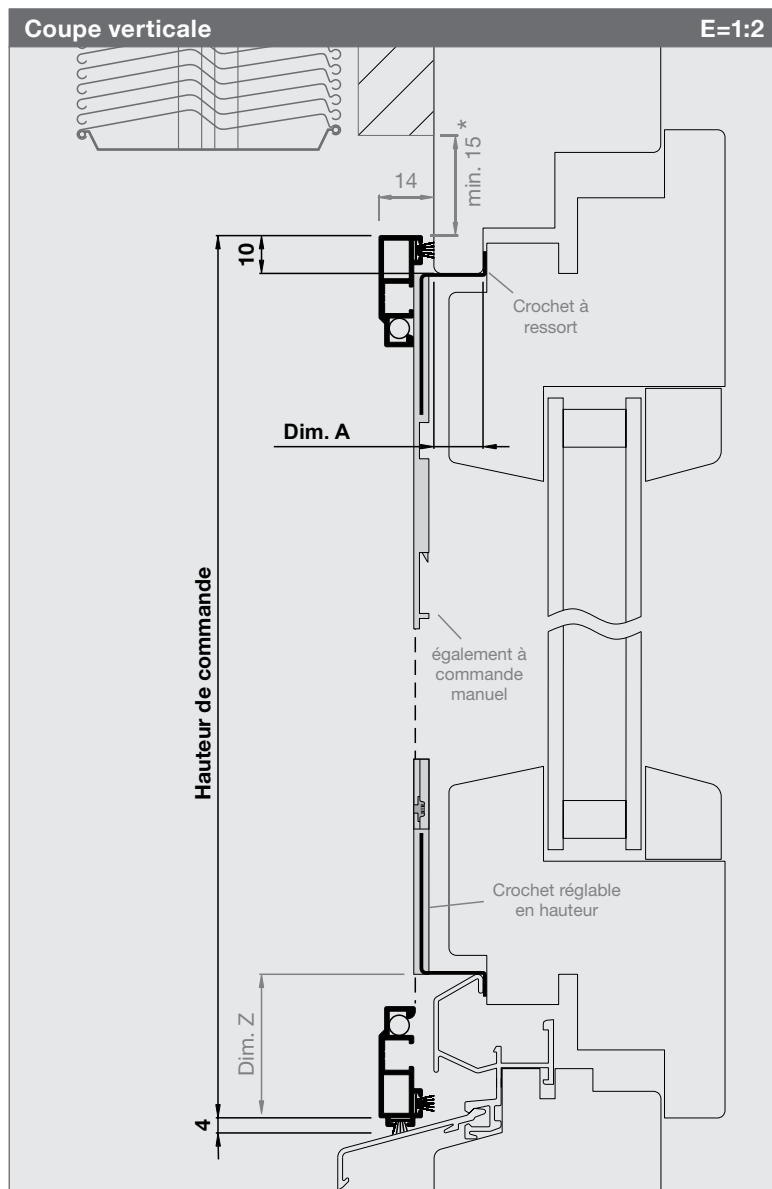 Coupe verticale
E=1:2
min. 15*
14
10
Crochet à
ressort
Dim. A
Hauteur de commande
également à
commande
manuel
Crochet réglable
en hauteur
Dim. Z
4